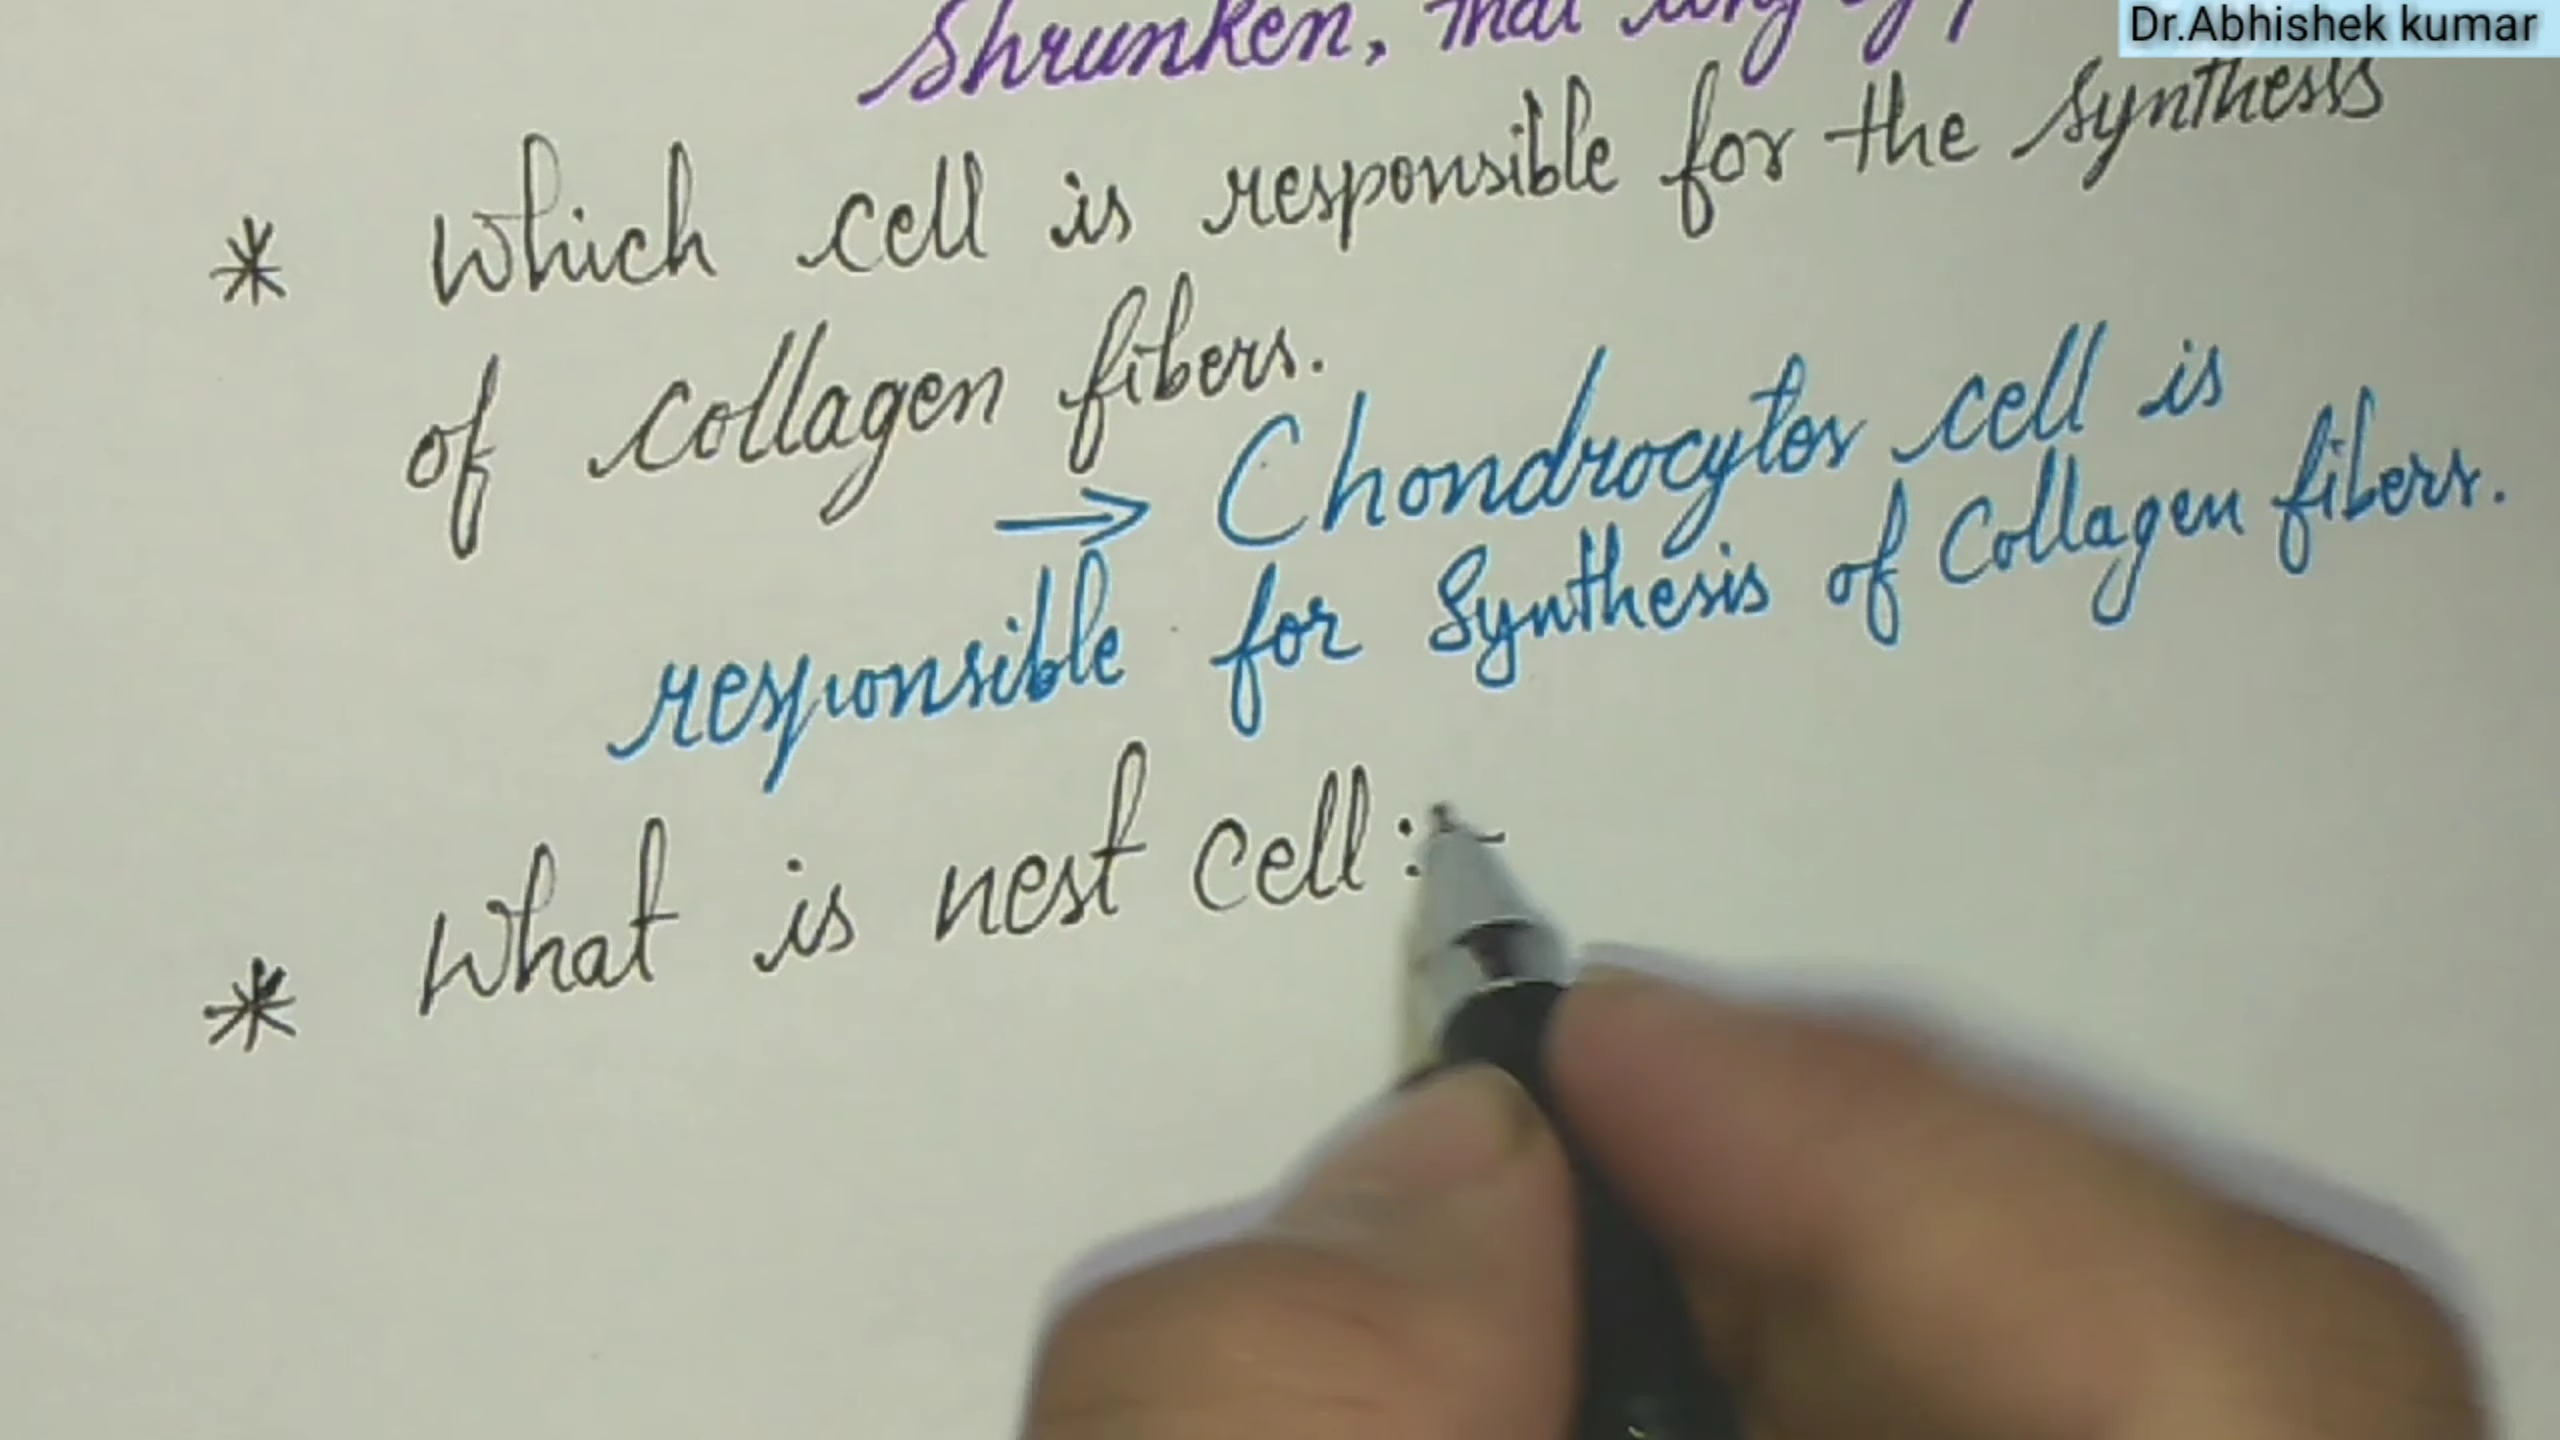 Dr.Abhishek kumar
Shrunken, that
* Which cell is responsible for the synthesis
of collagen fibers.
→ Chondrocytes cell is
responsible for Synthesis of Collagen fibers.
* What is nest cell :-